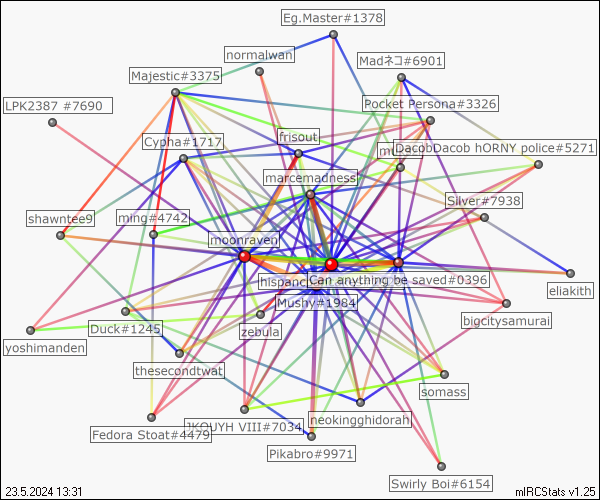 Eg.Master#1378
normalwan
Madネコ#6901
Majestic#3375
LPK2387 #7690
Pocket Persona#3326
Cypha#1717
frisout
DacobDacob hORNY police#5271
marcemadness
Silver#7938
shawntee9
ming#4742
moonraven
hispanc
Can anything be saved#0396
eliakith
Mushy#1984
bigcitysamurai
Duck#1245
zebula
yoshimanden
thesecondtwat
somass
neokingghidorah
JKOUYH VIII#7034
Fedora Stoat#4479
Pikabro#9971
Swirly Boi#6154
23.5.2024 13:31
mIRCStats v1.25